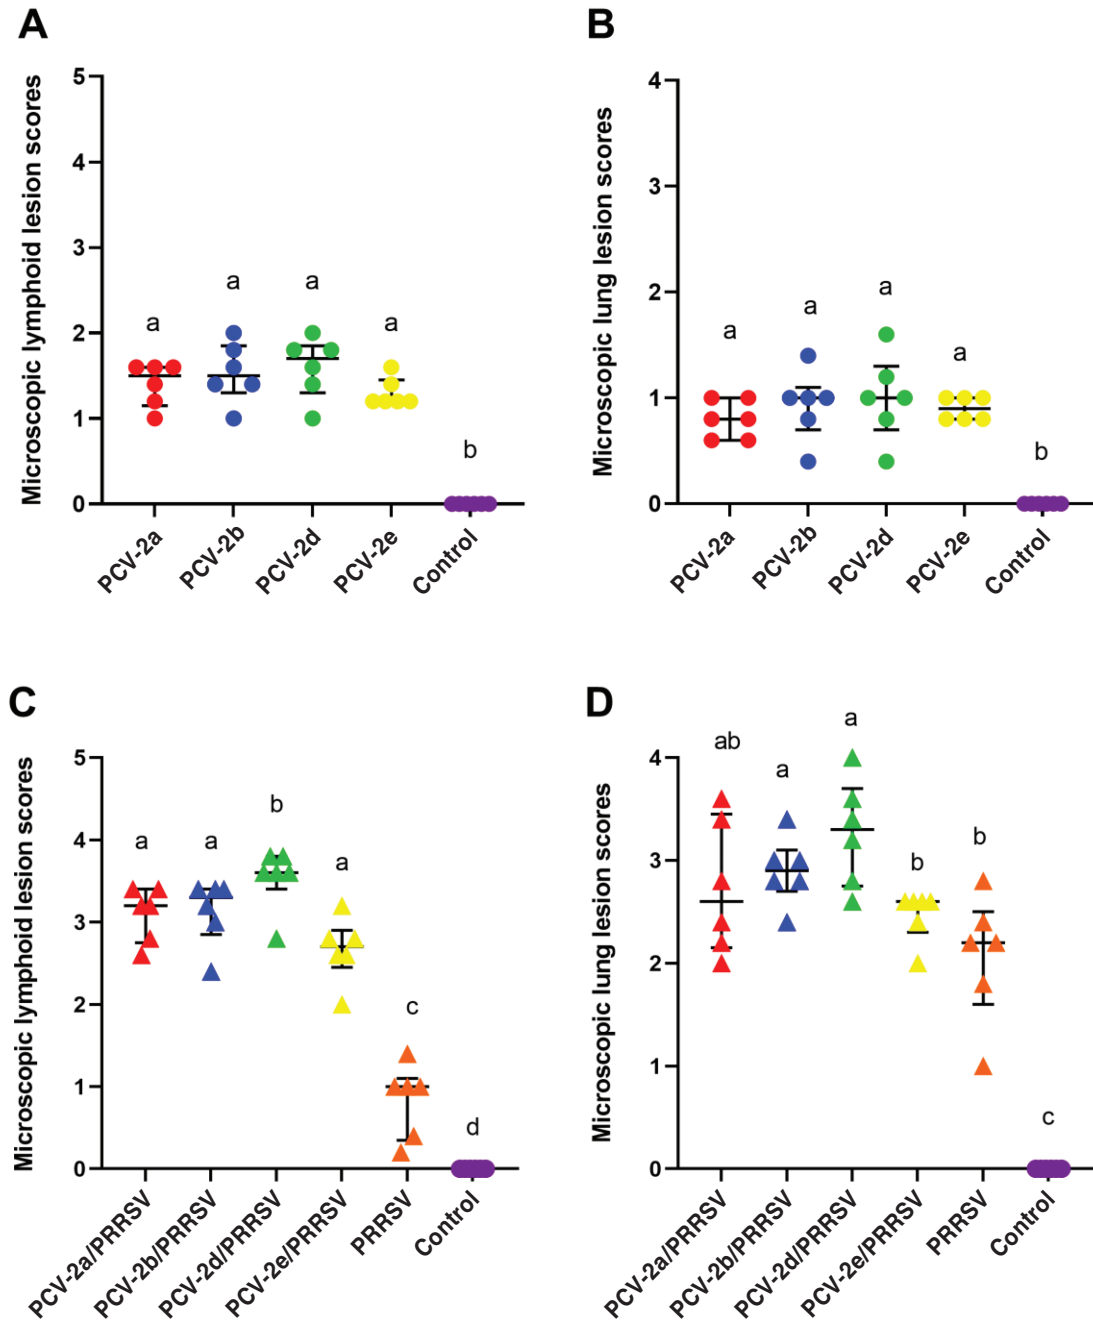 A
Microscopic lymphoid lesion scores
5
4
3
2
1
0
a
a
a
a
b
PCV-2a
PCV-2b
PCV-2d
PCV-2e
Control
B
Microscopic lung lesion scores
4
3
2
1
0
a
a
a
a
b
PCV-2a
PCV-2b
PCV-2d
PCV-2e
Control
C
Microscopic lymphoid lesion scores
5
4
3
2
1
0
a
a
b
a
c
d
PCV-2a/PRRSV
PCV-2b/PRRSV
PCV-2d/PRRSV
PCV-2e/PRRSV
PRRSV
Control
D
Microscopic lung lesion scores
4
3
2
1
0
ab
a
a
b
b
c
PCV-2a/PRRSV
PCV-2b/PRRSV
PCV-2d/PRRSV
PCV-2e/PRRSV
PRRSV
Control